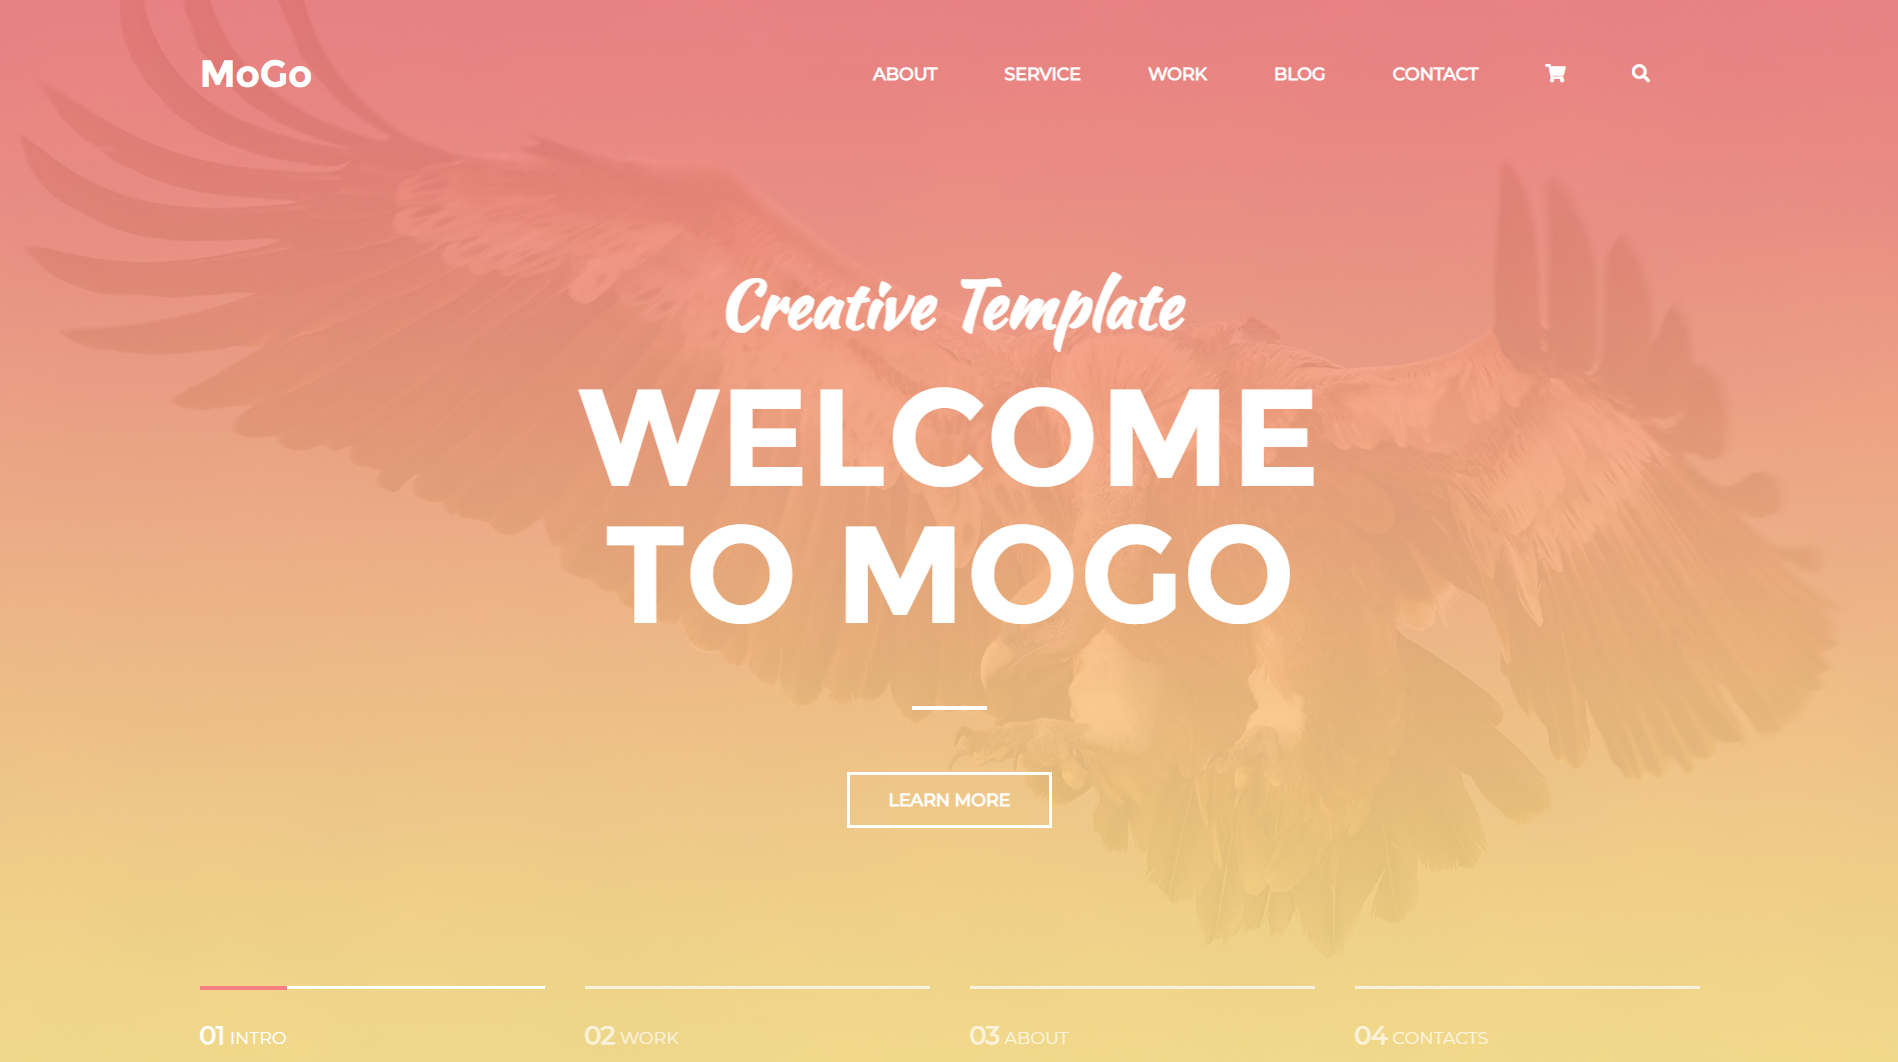 MoGo ABOUT SERVICE WORK BLOG CONTACT
Creative Template
WELCOME
TO MOGO
LEARN MORE
01 INTRO 02 WORK 03 ABOUT 04 CONTACTS